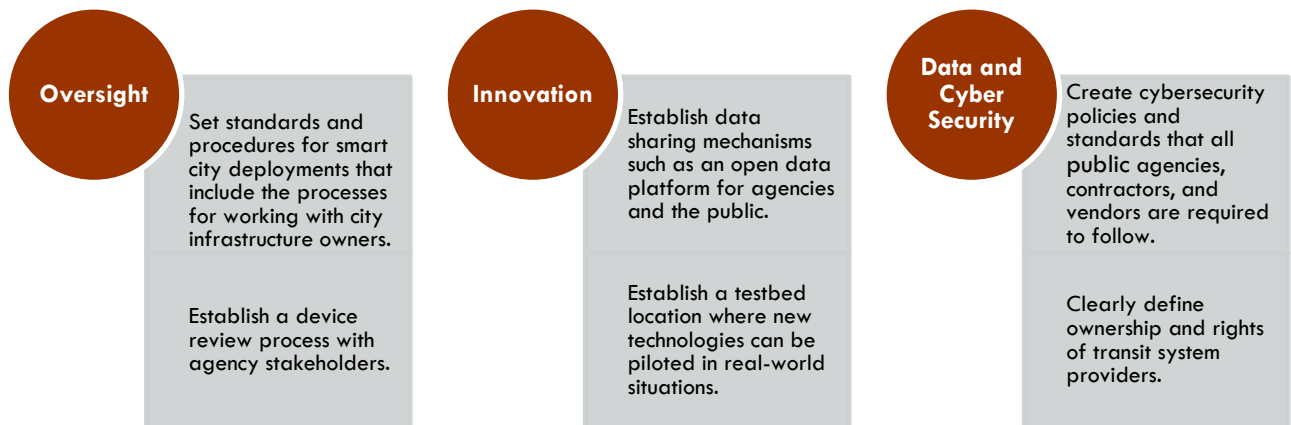 Oversight
Set standards and
procedures for smart
city deployments that
include the processes
for working with city
infrastructure owners.
Establish a device
review process with
agency stakeholders.
Innovation
Establish data
sharing mechanisms
such as an open data
platform for agencies
and the public.
Establish a testbed
location where new
technologies can be
piloted in real-world
situations.
Data and
Cyber
Security
Create cybersecurity
policies and
standards that all
public agencies,
contractors, and
vendors are required
to follow.
Clearly define
ownership and rights
of transit system
providers.